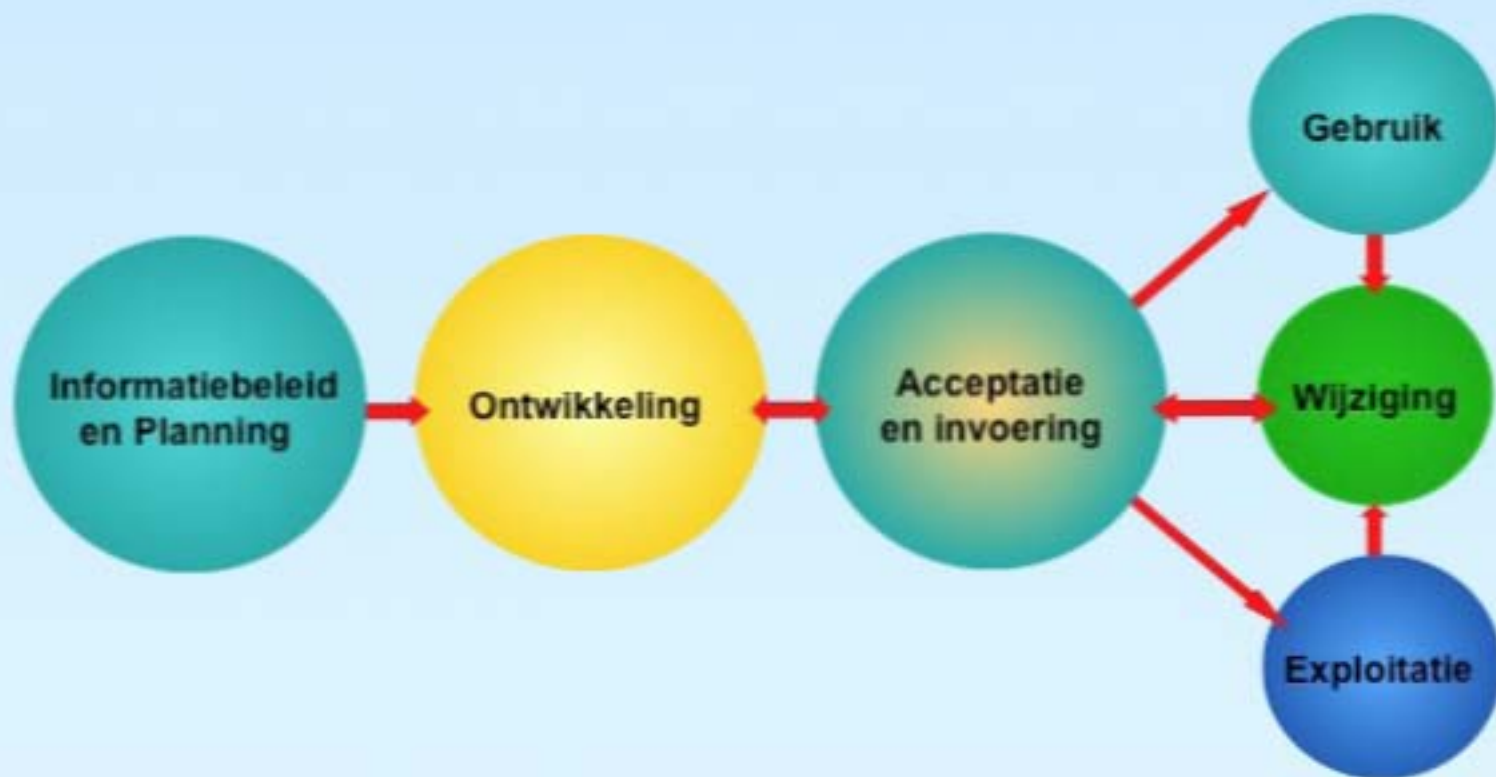 Informatiebeleid
en Planning
Ontwikkeling
Acceptatie
en invoering
Gebruik
Wijziging
Exploitatie